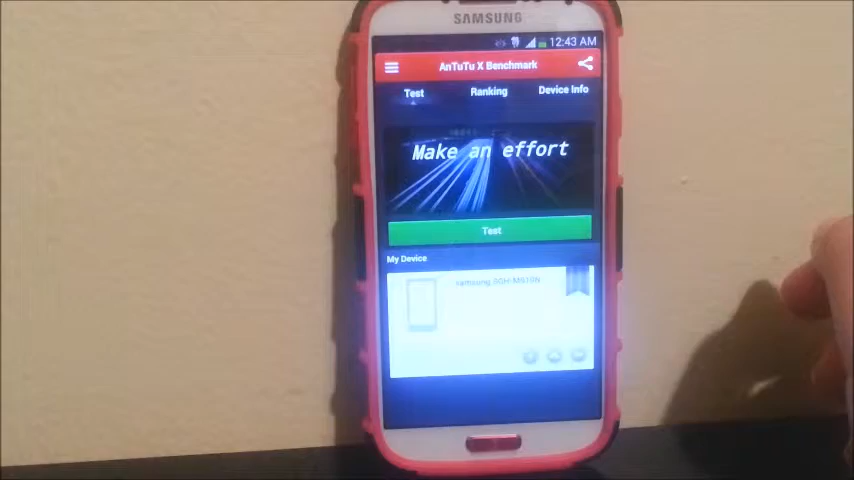 SAMSUNG
12:43 AM
AnTuTu X Benchmark
Test
Ranking
Device Info
Make an effort
Test
My Device